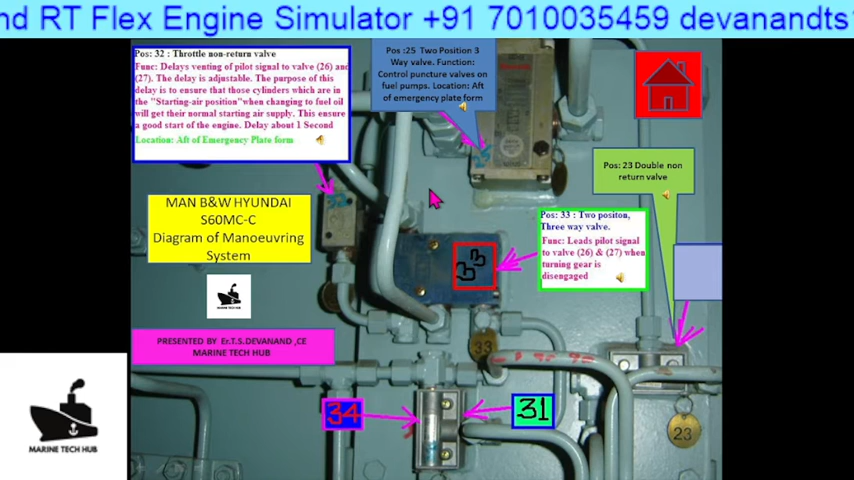 nd RT Flex Engine Simulator +91 7010035459 devanandts
Pos: 32 : Throttle non-return valve
Func: Delays venting of pilot signal to valve (26) and
(27). The delay is adjustable. The purpose of this
delay is to ensure that those cylinders which are in
the "Starting-air position"when changing to fuel oil
will get their normal starting air supply. This ensure
a good start of the engine. Delay about 1 Second
Location: Aft of Emergency Plate form
Pos :25 Two Position 3
Way valve. Function:
Control puncture valves on
fuel pumps. Location: Aft
of emergency plate form
25
Pos: 23 Double non
return valve
32
MAN B&W HYUNDAI
S60MC-C
Diagram of Manoeuvring
System
MARINE TECH HUB
Pos: 33 : Two positon,
Three way valve.
Func: Leads pilot signal
to valve (26) & (27) when
turning gear is
disengaged
33
PRESENTED BY Er.T.S.DEVANAND ,CE
MARINE TECH HUB
33
34
31
23
MARINE TECH HUB